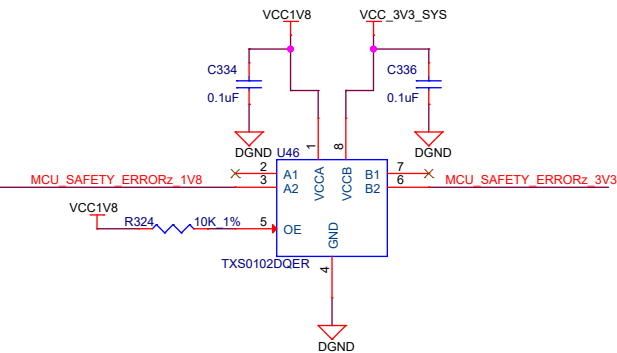 VCC1V8 VCC_3V3_SYS
C334 C336
0.1uF 0.1uF
1 8
DGND U46 DGND
2 A1 VCCA VCCB B1 7
MCU_SAFETY_ERRORz_1V8 3 A2 B2 6 MCU_SAFETY_ERRORz_3V3
VCC1V8
R324 10K_1% 5 OE GND
TXS0102DQER 4
DGND